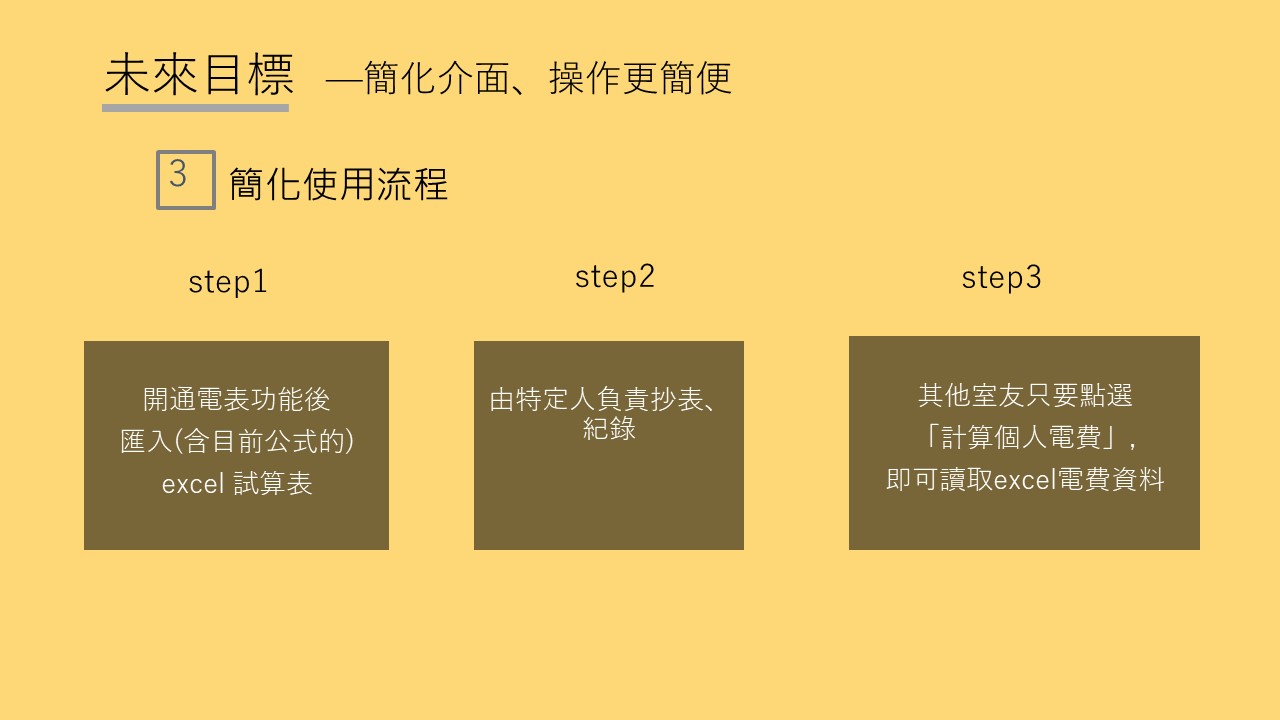 未來目標 —簡化介面、操作更簡便
3 簡化使用流程
step1
開通電表功能後
匯入(含目前公式的)
excel 試算表
step2
由特定人負責抄表、
紀錄
step3
其他室友只要點選
「計算個人電費」,
即可讀取excel電費資料